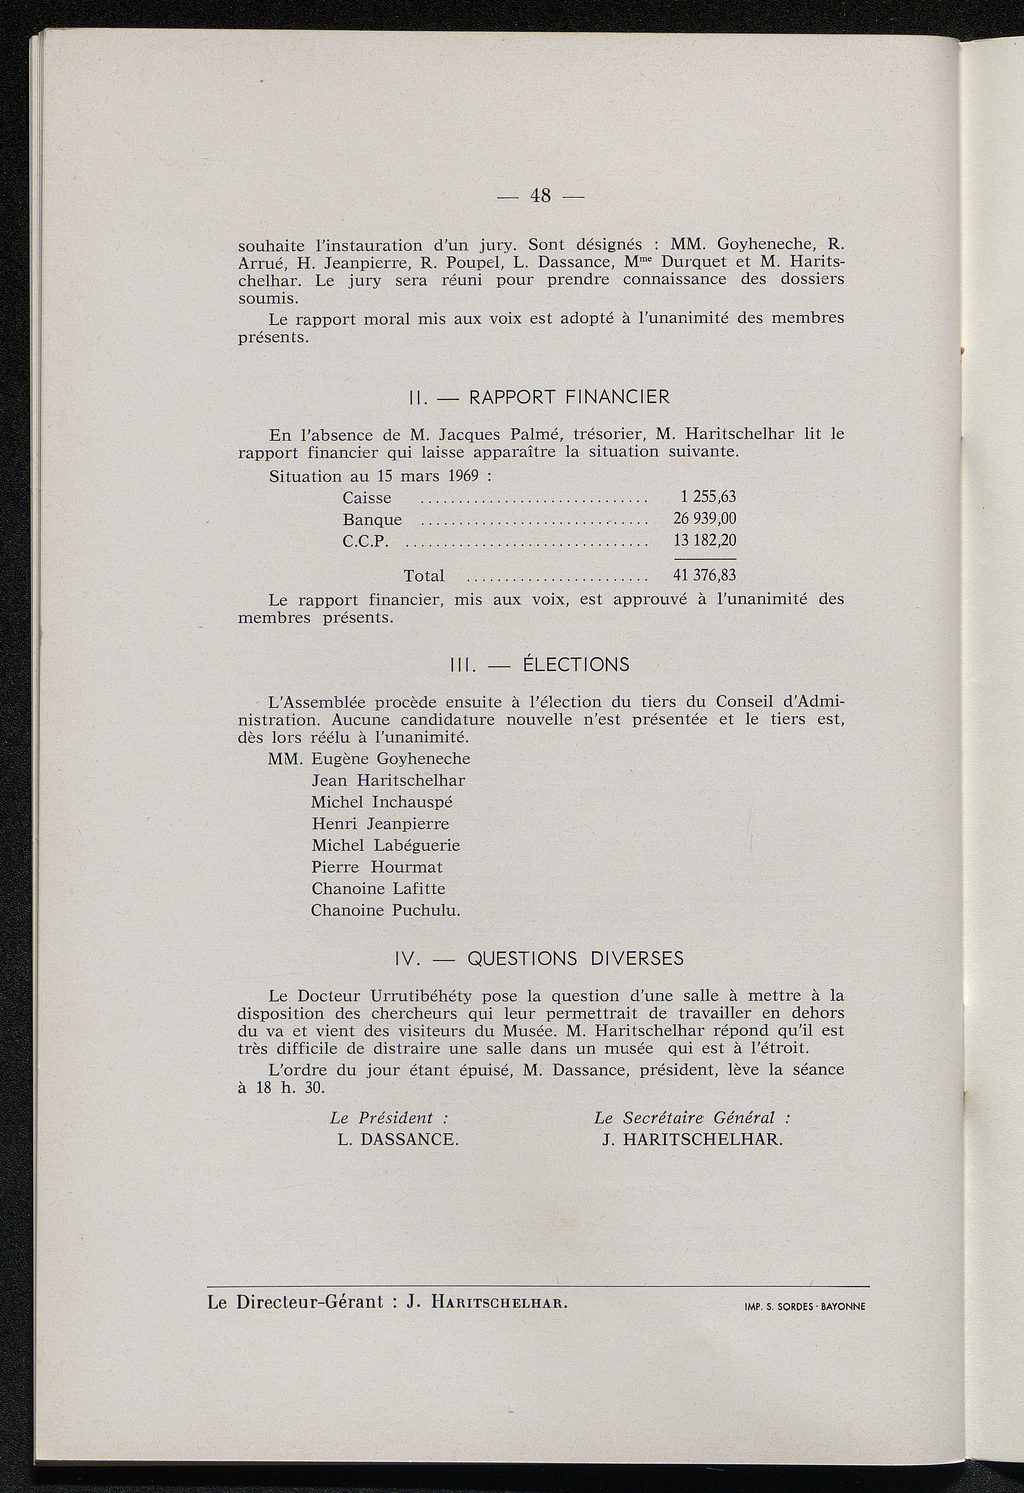 — 48 —
souhaite l'instauration d'un jury. Sont désignés : MM. Goyheneche, R.
Arrué, H. Jeanpierre, R. Poupel, L. Dassance, Mme Durquet et M. Harits-
chelhar. Le jury sera réuni pour prendre connaissance des dossiers
soumis.
Le rapport moral mis aux voix est adopté à l'unanimité des membres
présents.
II. — RAPPORT FINANCIER
En l'absence de M. Jacques Palmé, trésorier, M. Haritschelhar lit le
rapport financier qui laisse apparaître la situation suivante.
Situation au 15 mars 1969 :
Caisse .............................. 1 255,63
Banque .............................. 26 939,00
C.C.P. ................................ 13 182,20
Total ........................ 41 376,83
Le rapport financier, mis aux voix, est approuvé à l'unanimité des
membres présents.
III. — ÉLECTIONS
L'Assemblée procède ensuite à l'élection du tiers du Conseil d'Admi-
nistration. Aucune candidature nouvelle n'est présentée et le tiers est,
dès lors réélu à l'unanimité.
MM. Eugène Goyheneche
Jean Haritschelhar
Michel Inchauspé
Henri Jeanpierre
Michel Labéguerie
Pierre Hourmat
Chanoine Lafitte
Chanoine Puchulu.
IV. — QUESTIONS DIVERSES
Le Docteur Urrutibéhéty pose la question d'une salle à mettre à la
disposition des chercheurs qui leur permettrait de travailler en dehors
du va et vient des visiteurs du Musée. M. Haritschelhar répond qu'il est
très difficile de distraire une salle dans un musée qui est à l'étroit.
L'ordre du jour étant épuisé, M. Dassance, président, lève la séance
à 18 h. 30.
Le Président : Le Secrétaire Général :
L. DASSANCE. J. HARITSCHELHAR.
Le Directeur-Gérant : J. HARITSCHELHAR. IMP. S. SORDES - BAYONNE